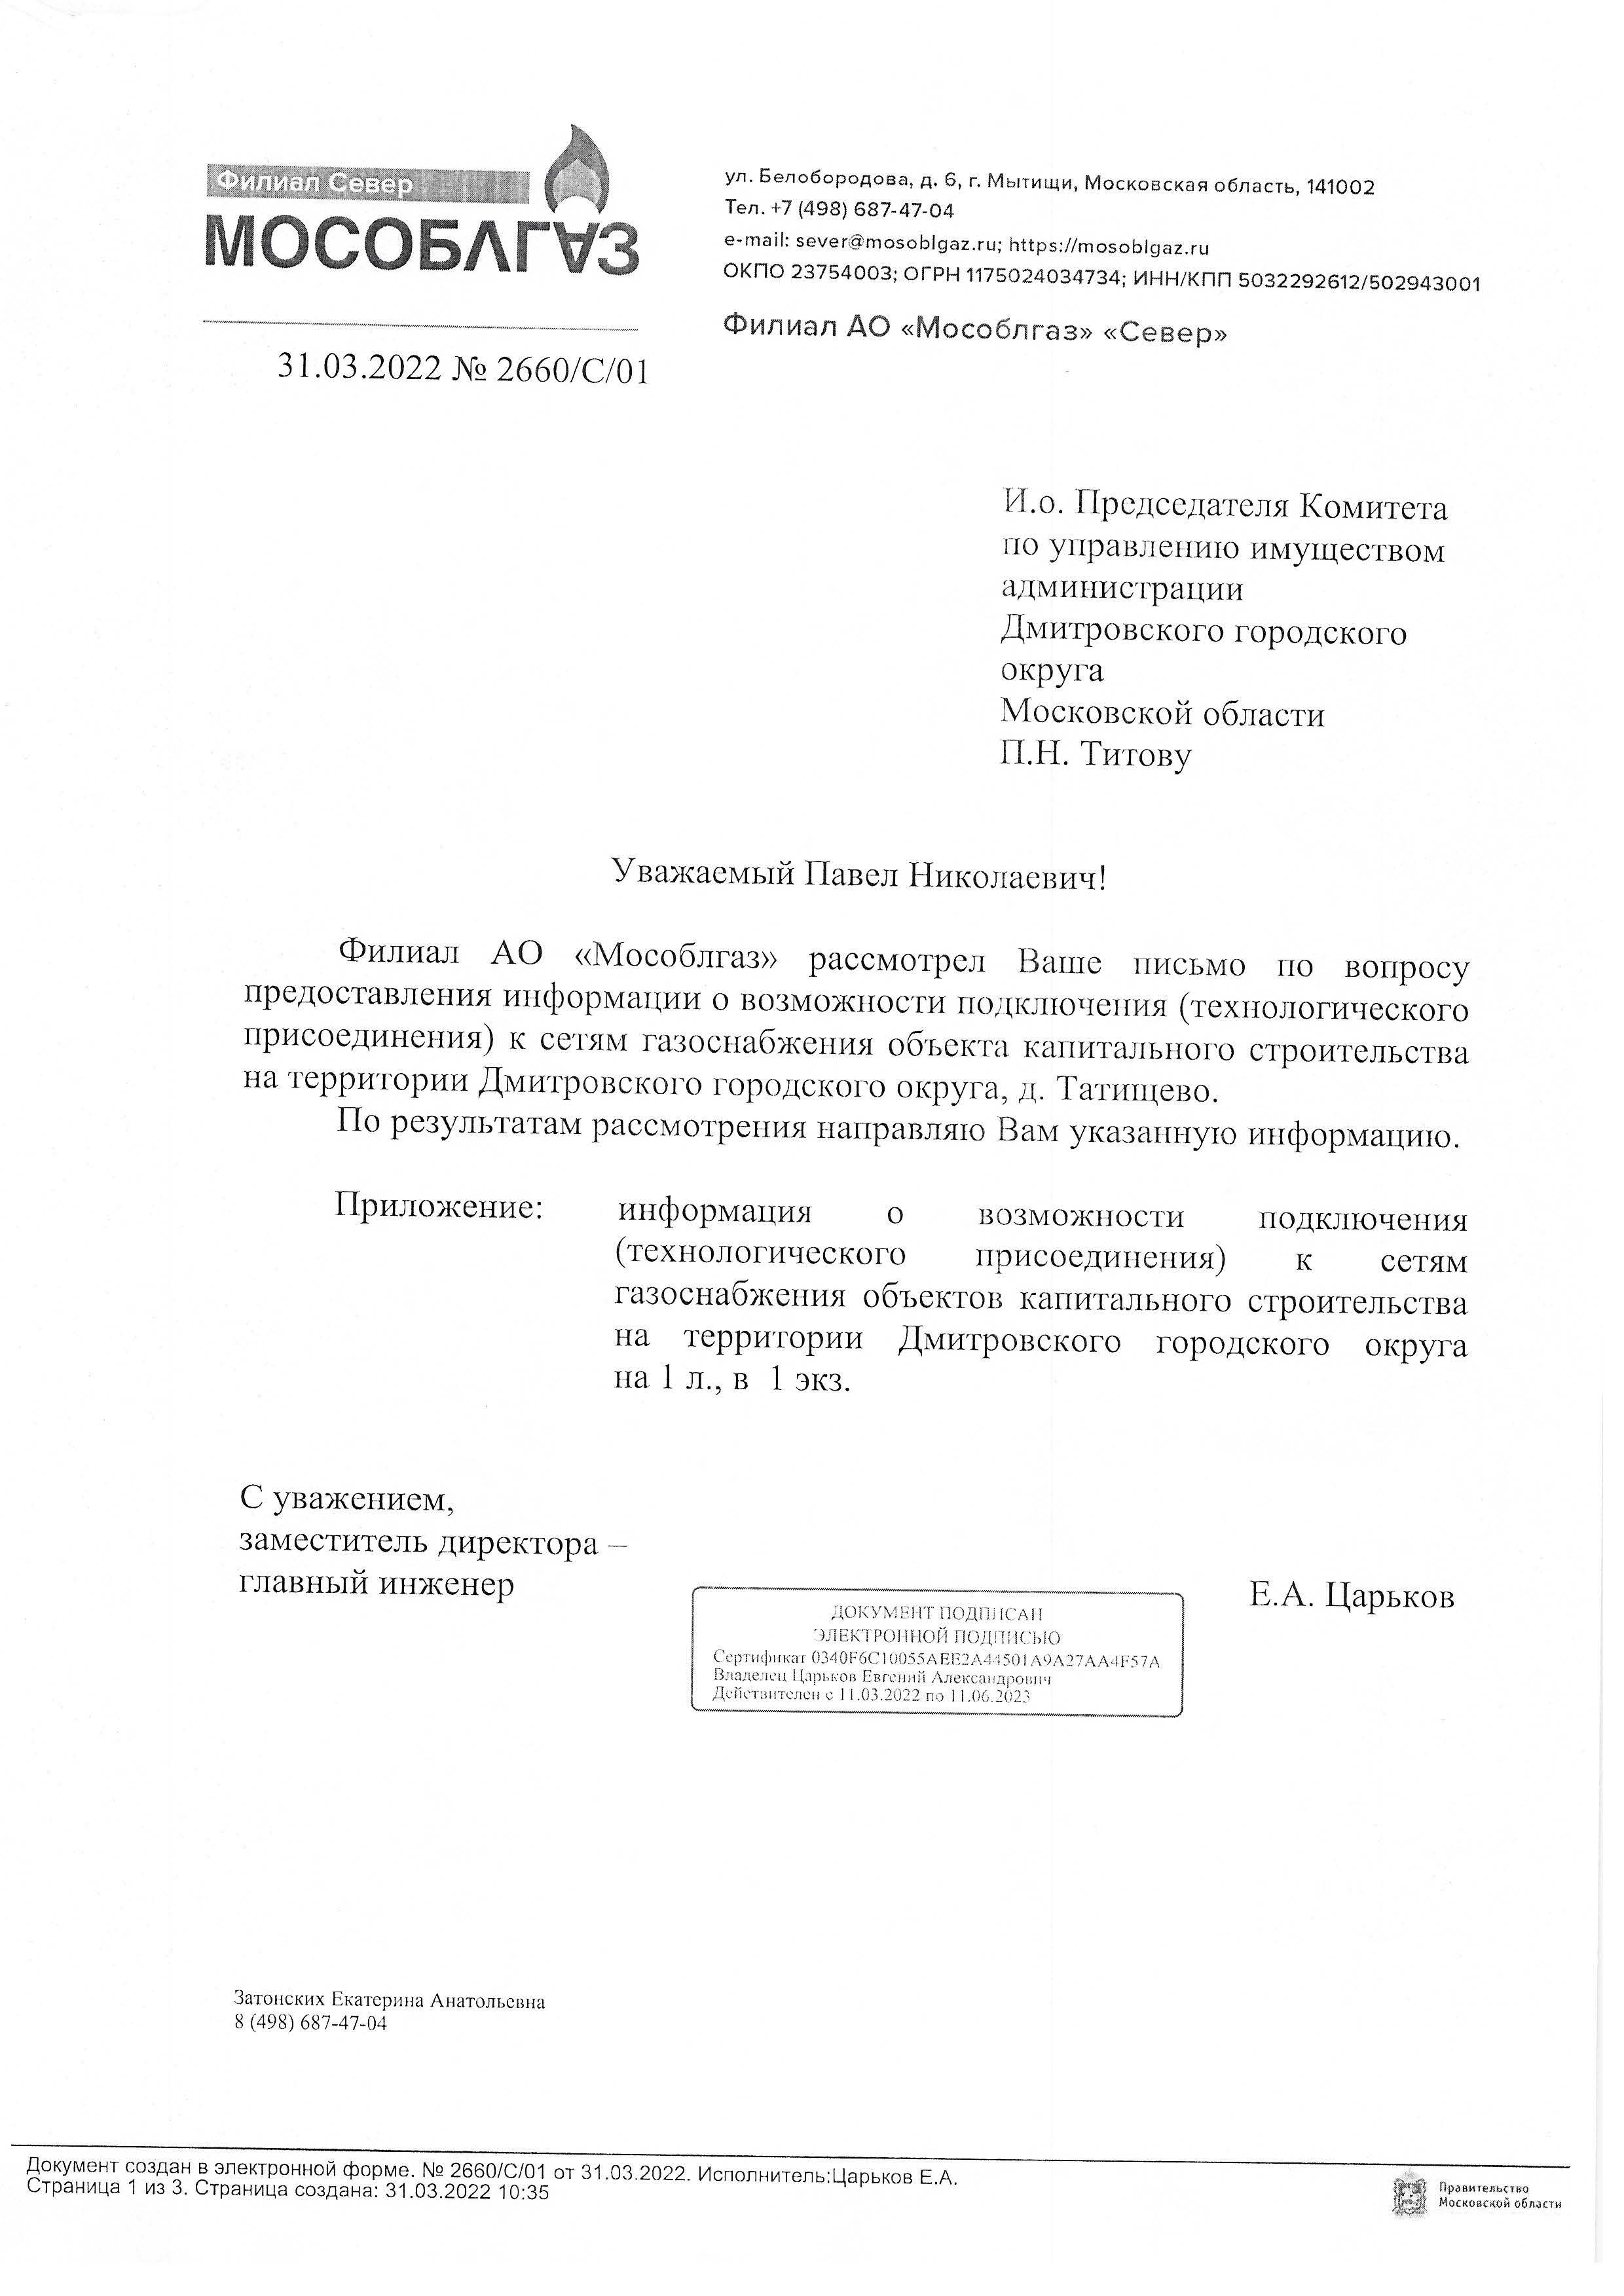 Филиал Север
МОСОБЛГАЗ
ул. Белобородова, д. 6, г. Мытищи, Московская область, 141002
Тел. +7 (498) 687-47-04
e-mail: sever@mosoblgaz.ru; https://mosoblgaz.ru
ОКПО 23754003; ОГРН 1175024034734; ИНН/КПП 5032292612/502943001
Филиал АО «Мособлгаз» «Север»
31.03.2022 № 2660/С/01
И.о. Председателя Комитета
по управлению имуществом
администрации
Дмитровского городского
округа
Московской области
П.Н. Титову
Уважаемый Павел Николаевич!
Филиал АО «Мособлгаз» рассмотрел Ваше письмо по вопросу
предоставления информации о возможности подключения (технологического
присоединения) к сетям газоснабжения объекта капитального строительства
на территории Дмитровского городского округа, д. Татищево.
По результатам рассмотрения направляю Вам указанную информацию.
Приложение: информация о возможности подключения
(технологического присоединения) к сетям
газоснабжения объектов капитального строительства
на территории Дмитровского городского округа
на 1 л., в 1 экз.
С уважением,
заместитель директора –
главный инженер
Е.А. Царьков
ДОКУМЕНТ ПОДПИСАН
ЭЛЕКТРОННОЙ ПОДПИСЬЮ
Сертификат 0340F6C10055AEE2A44501A9A27AA4F57A
Владелец Царьков Евгений Александрович
Действителен с 11.03.2022 по 11.06.2023
Затонских Екатерина Анатольевна
8 (498) 687-47-04
Документ создан в электронной форме. № 2660/С/01 от 31.03.2022. Исполнитель:Царьков Е.А.
Страница 1 из 3. Страница создана: 31.03.2022 10:35
Правительство
Московской области